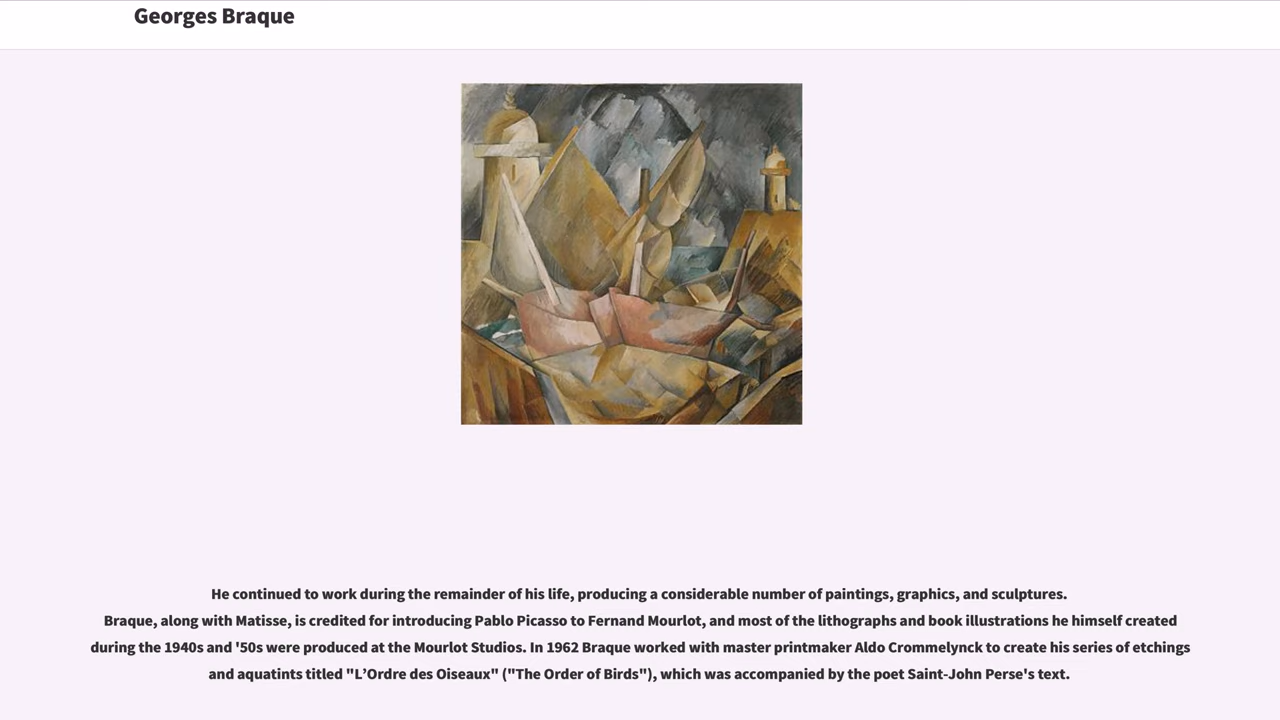 Georges Braque
He continued to work during the remainder of his life, producing a considerable number of paintings, graphics, and sculptures.
Braque, along with Matisse, is credited for introducing Pablo Picasso to Fernand Mourlot, and most of the lithographs and book illustrations he himself created
during the 1940s and '50s were produced at the Mourlot Studios. In 1962 Braque worked with master printmaker Aldo Crommelynck to create his series of etchings
and aquatints titled "L’Ordre des Oiseaux" ("The Order of Birds"), which was accompanied by the poet Saint-John Perse's text.